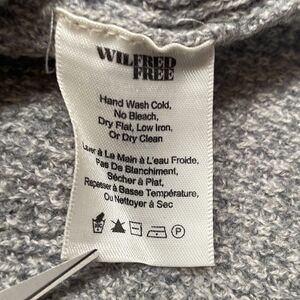 WILFRED
FREE
Hand Wash Cold,
No Bleach,
Dry Flat, Low Iron,
Or Dry Clean
Laver à La Main à L'eau Froide,
Pas De Blanchiment,
Sécher à Plat,
Repasser à Basse Température,
Ou Nettoyer à Sec
P